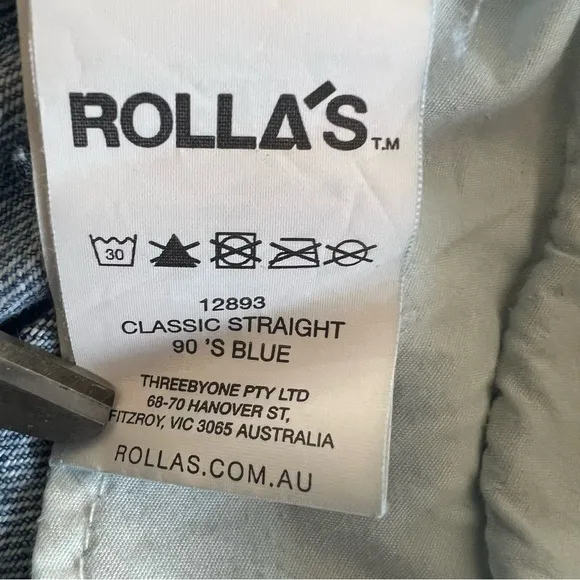 ROLLA'S T.M
30
12893
CLASSIC STRAIGHT
90 'S BLUE
THREEBYONE PTY LTD
68-70 HANOVER ST,
FITZROY, VIC 3065 AUSTRALIA
ROLLAS.COM.AU